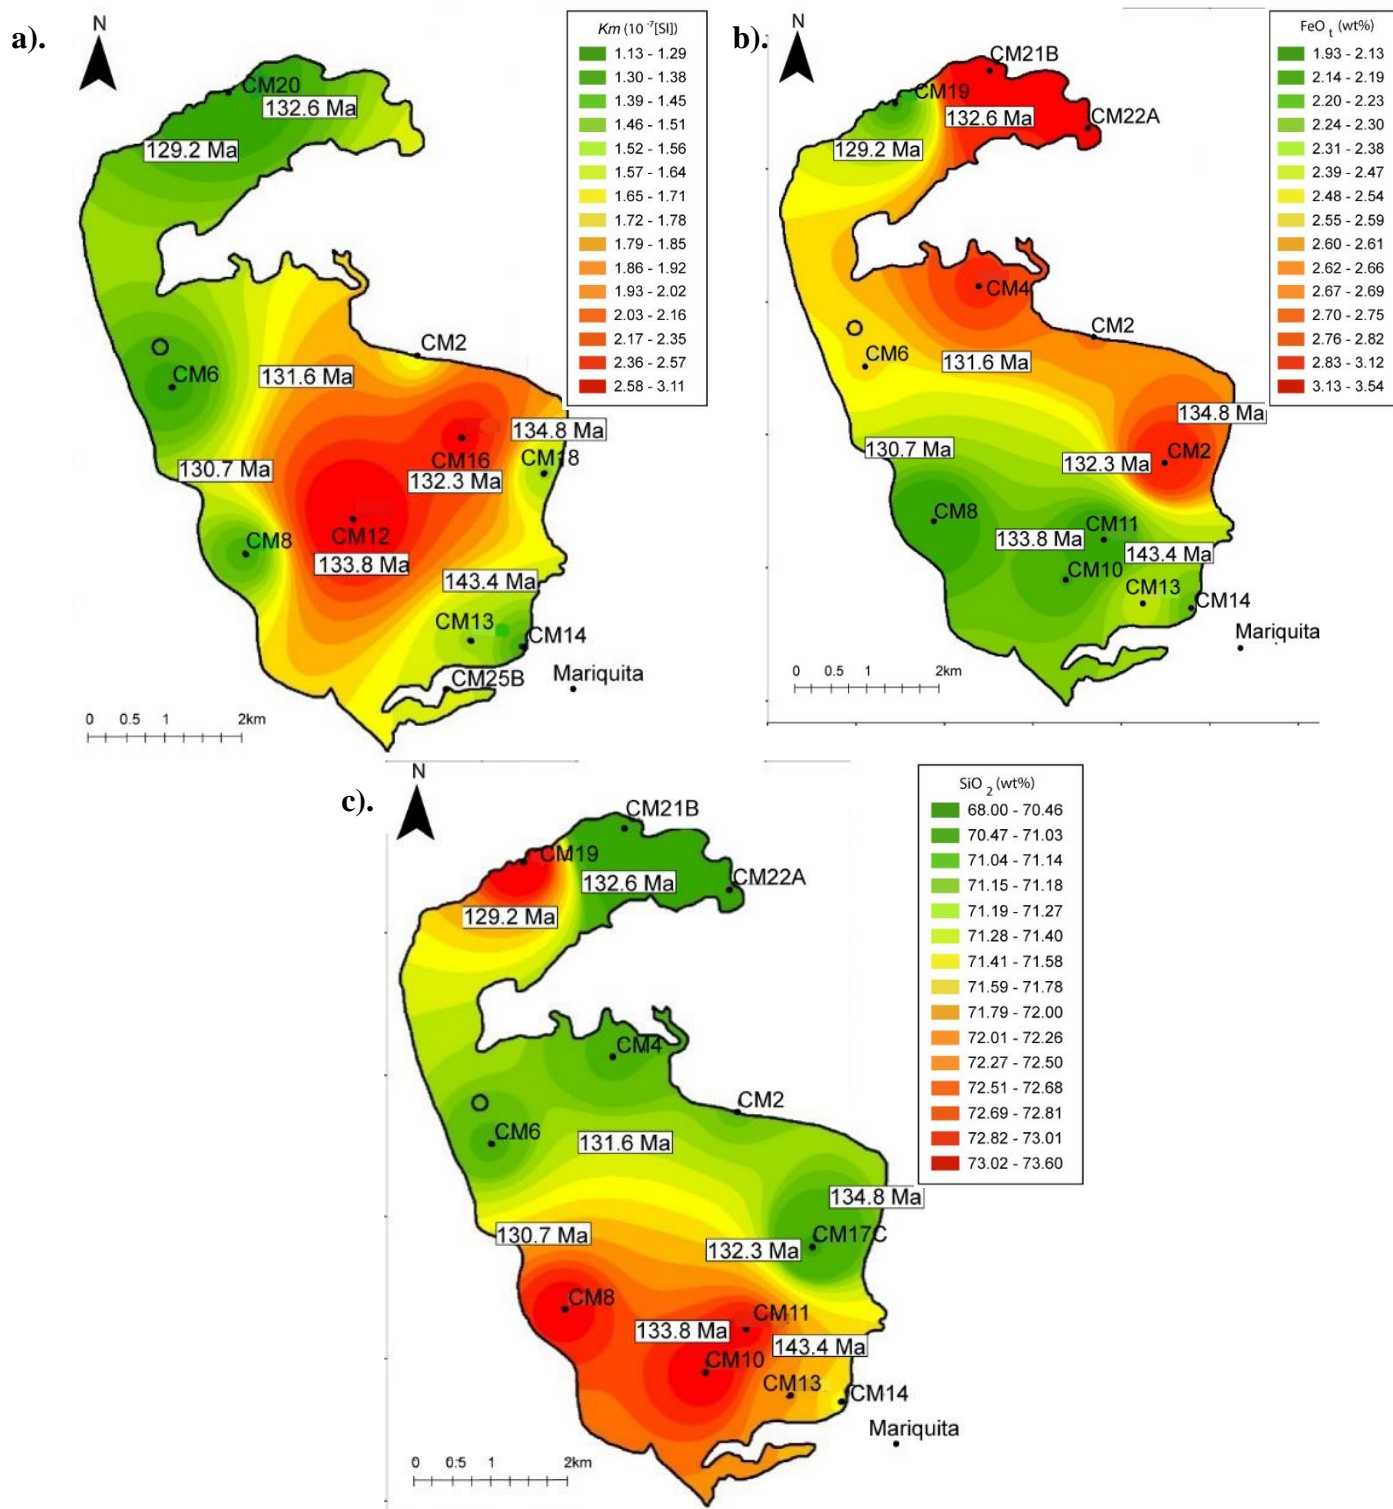 a).
N
CM20
132.6 Ma
129.2 Ma
CM2
CM6
131.6 Ma
134.8 Ma
CM16
CM18
130.7 Ma
132.3 Ma
CM12
CM8
133.8 Ma
143.4 Ma
CM13
CM14
CM25B
Mariquita
0 0.5 1 2km
Km (10 -7[SI])
1.13 - 1.29
1.30 - 1.38
1.39 - 1.45
1.46 - 1.51
1.52 - 1.56
1.57 - 1.64
1.65 - 1.71
1.72 - 1.78
1.79 - 1.85
1.86 - 1.92
1.93 - 2.02
2.03 - 2.16
2.17 - 2.35
2.36 - 2.57
2.58 - 3.11
b).
N
CM21B
CM19
132.6 Ma
CM22A
129.2 Ma
CM4
CM2
CM6
131.6 Ma
134.8 Ma
130.7 Ma
CM2
132.3 Ma
CM8
CM11
133.8 Ma
143.4 Ma
CM10
CM13
CM14
Mariquita
0 0.5 1 2km
FeO t (wt%)
1.93 - 2.13
2.14 - 2.19
2.20 - 2.23
2.24 - 2.30
2.31 - 2.38
2.39 - 2.47
2.48 - 2.54
2.55 - 2.59
2.60 - 2.61
2.62 - 2.66
2.67 - 2.69
2.70 - 2.75
2.76 - 2.82
2.83 - 3.12
3.13 - 3.54
c).
N
CM21B
CM19
132.6 Ma
CM22A
129.2 Ma
CM4
CM2
CM6
131.6 Ma
134.8 Ma
130.7 Ma
CM17C
132.3 Ma
CM8
CM11
133.8 Ma
143.4 Ma
CM10
CM13
CM14
Mariquita
0 0:5 1 2km
SiO 2 (wt%)
68.00 - 70.46
70.47 - 71.03
71.04 - 71.14
71.15 - 71.18
71.19 - 71.27
71.28 - 71.40
71.41 - 71.58
71.59 - 71.78
71.79 - 72.00
72.01 - 72.26
72.27 - 72.50
72.51 - 72.68
72.69 - 72.81
72.82 - 73.01
73.02 - 73.60